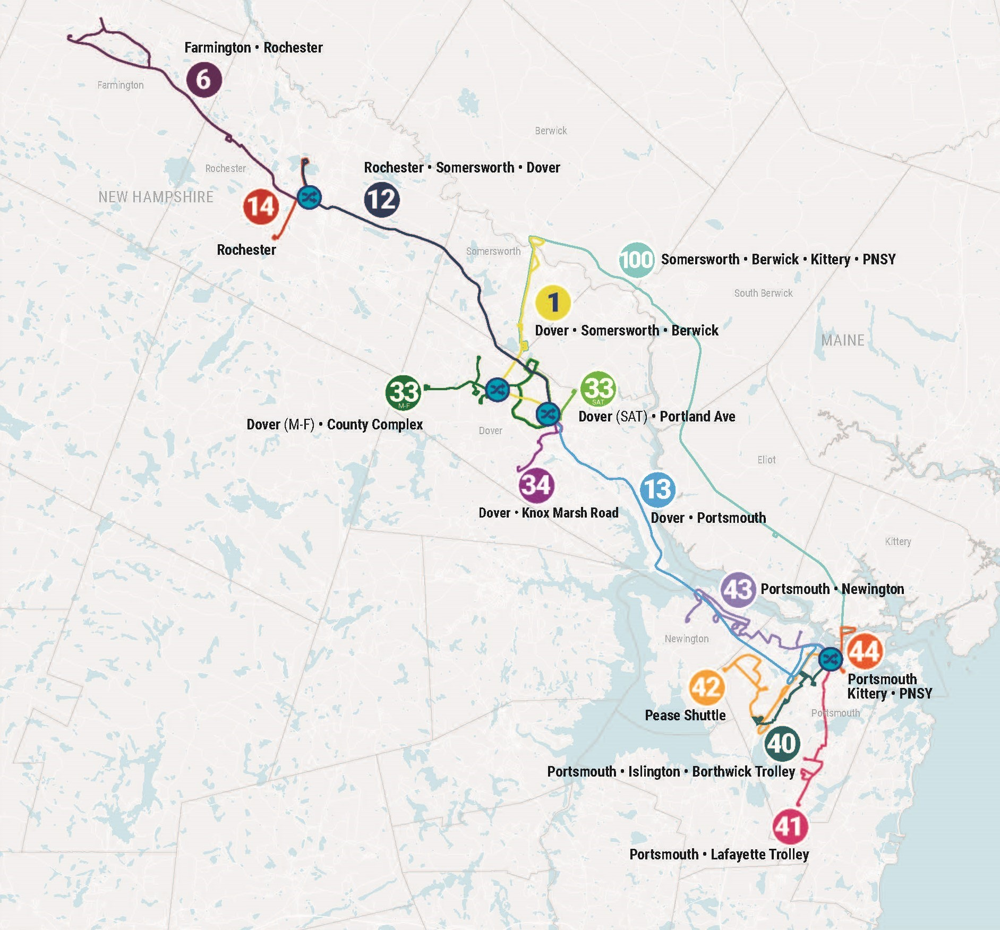 Farmington • Rochester
6
Farmington
Berwick
Rochester
Rochester • Somersworth • Dover
NEW HAMPSHIRE
14
12
Rochester
Somersworth
100 Somersworth • Berwick • Kittery • PNSY
South Berwick
1
Dover • Somersworth • Berwick
MAINE
33
M-F
33
SAT
Dover (SAT) • Portland Ave
Dover (M-F) • County Complex
Dover
Eliot
34
13
Dover • Knox Marsh Road
Dover • Portsmouth
Kittery
43 Portsmouth • Newington
Newington
44
Portsmouth
Kittery • PNSY
42
Pease Shuttle
Portsmouth
40
Portsmouth • Islington • Borthwick Trolley
41
Portsmouth • Lafayette Trolley